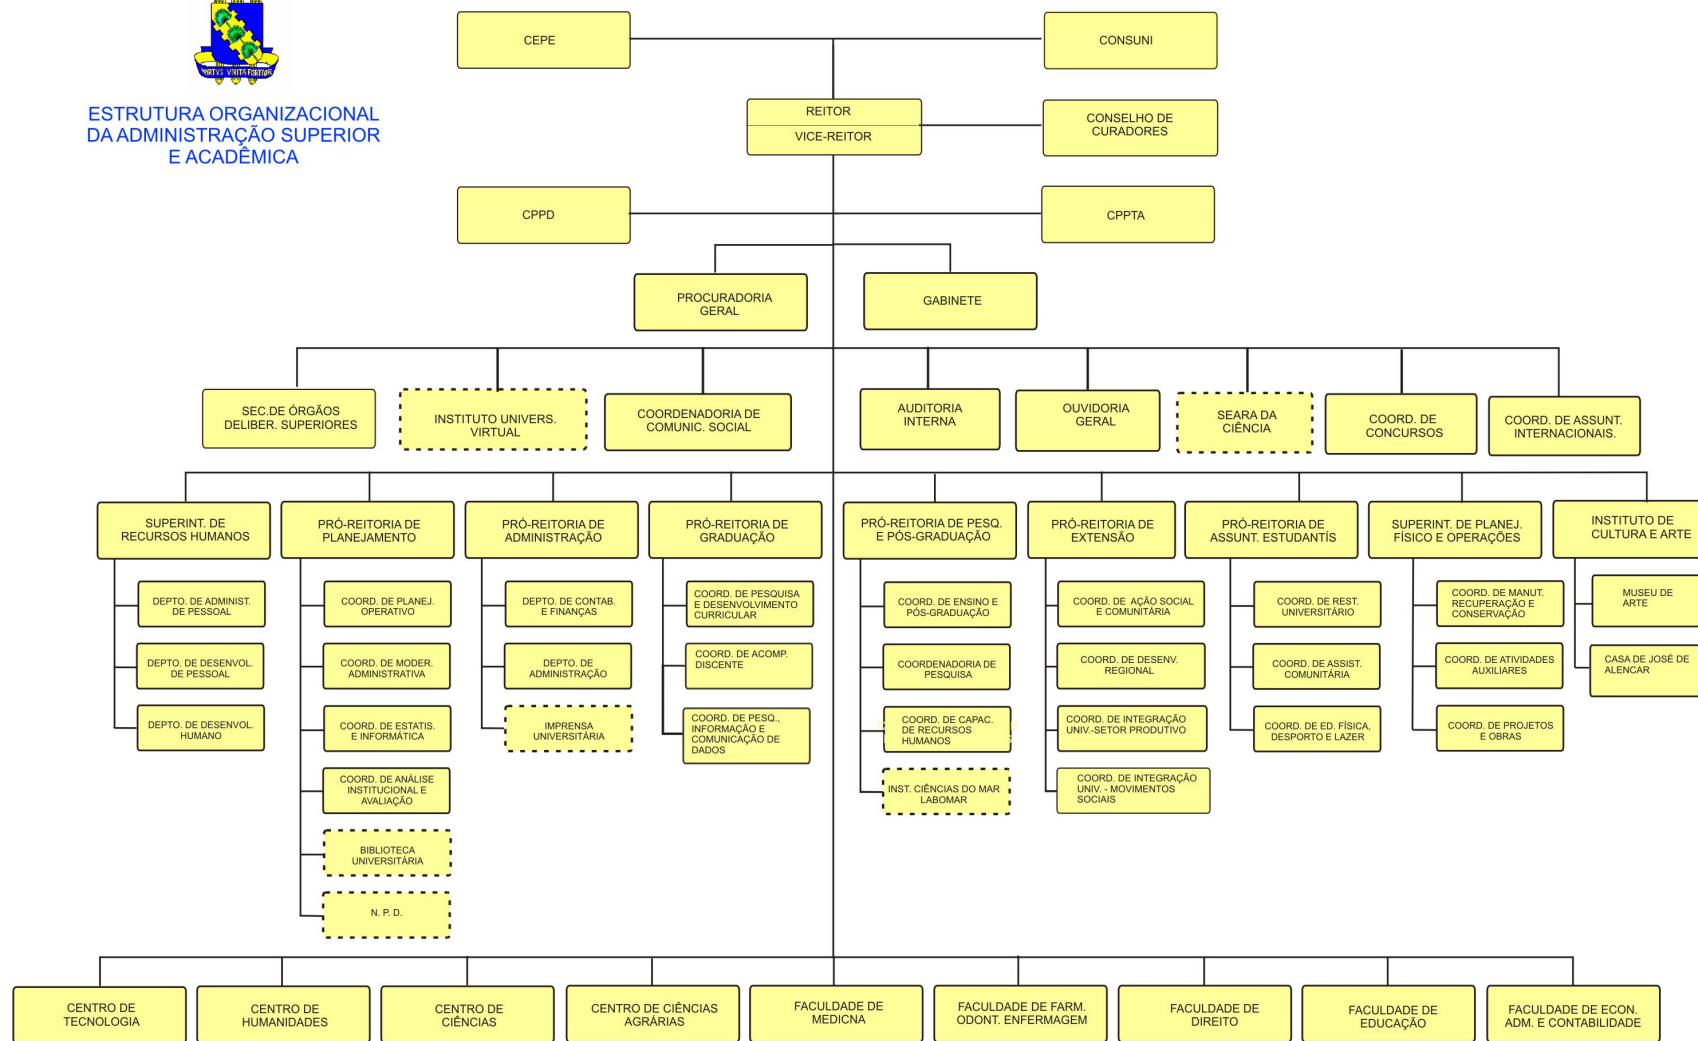 VIRTVS VNITA FORTIOR
ESTRUTURA ORGANIZACIONAL
DA ADMINISTRAÇÃO SUPERIOR
E ACADÊMICA
CEPE
CONSUNI
REITOR
VICE-REITOR
CONSELHO DE
CURADORES
CPPD
CPPTA
PROCURADORIA
GERAL
GABINETE
SEC.DE ÓRGÃOS
DELIBER. SUPERIORES
INSTITUTO UNIVERS.
VIRTUAL
COORDENADORIA DE
COMUNIC. SOCIAL
AUDITORIA
INTERNA
OUVIDORIA
GERAL
SEARA DA
CIÊNCIA
COORD. DE
CONCURSOS
COORD. DE ASSUNT.
INTERNACIONAIS.
SUPERINT. DE
RECURSOS HUMANOS
PRÓ-REITORIA DE
PLANEJAMENTO
PRÓ-REITORIA DE
ADMINISTRAÇÃO
PRÓ-REITORIA DE
GRADUAÇÃO
PRÓ-REITORIA DE PESQ.
E PÓS-GRADUAÇÃO
PRÓ-REITORIA DE
EXTENSÃO
PRÓ-REITORIA DE
ASSUNT. ESTUDANTÍS
SUPERINT. DE PLANEJ.
FÍSICO E OPERAÇÕES
INSTITUTO DE
CULTURA E ARTE
DEPTO. DE ADMINIST.
DE PESSOAL
DEPTO. DE DESENVOL.
DE PESSOAL
DEPTO. DE DESENVOL.
HUMANO
COORD. DE PLANEJ.
OPERATIVO
COORD. DE MODER.
ADMINISTRATIVA
COORD. DE ESTATIS.
E INFORMÁTICA
COORD. DE ANÁLISE
INSTITUCIONAL E
AVALIAÇÃO
BIBLIOTECA
UNIVERSITÁRIA
N. P. D.
DEPTO. DE CONTAB.
E FINANÇAS
DEPTO. DE
ADMINISTRAÇÃO
IMPRENSA
UNIVERSITÁRIA
COORD. DE PESQUISA
E DESENVOLVIMENTO
CURRICULAR
COORD. DE ACOMP.
DISCENTE
COORD. DE PESQ.,
INFORMAÇÃO E
COMUNICAÇÃO DE
DADOS
COORD. DE ENSINO E
PÓS-GRADUAÇÃO
COORDENADORIA DE
PESQUISA
COORD. DE CAPAC.
DE RECURSOS
HUMANOS
INST. CIÊNCIAS DO MAR
LABOMAR
COORD. DE AÇÃO SOCIAL
E COMUNITÁRIA
COORD. DE DESENV.
REGIONAL
COORD. DE INTEGRAÇÃO
UNIV.-SETOR PRODUTIVO
COORD. DE INTEGRAÇÃO
UNIV. - MOVIMENTOS
SOCIAIS
COORD. DE REST.
UNIVERSITÁRIO
COORD. DE ASSIST.
COMUNITÁRIA
COORD. DE ED. FÍSICA,
DESPORTO E LAZER
COORD. DE MANUT.
RECUPERAÇÃO E
CONSERVAÇÃO
COORD. DE ATIVIDADES
AUXILIARES
COORD. DE PROJETOS
E OBRAS
MUSEU DE
ARTE
CASA DE JOSÉ DE
ALENCAR
CENTRO DE
TECNOLOGIA
CENTRO DE
HUMANIDADES
CENTRO DE
CIÊNCIAS
CENTRO DE CIÊNCIAS
AGRÁRIAS
FACULDADE DE
MEDICNA
FACULDADE DE FARM.
ODONT. ENFERMAGEM
FACULDADE DE
DIREITO
FACULDADE DE
EDUCAÇÃO
FACULDADE DE ECON.
ADM. E CONTABILIDADE